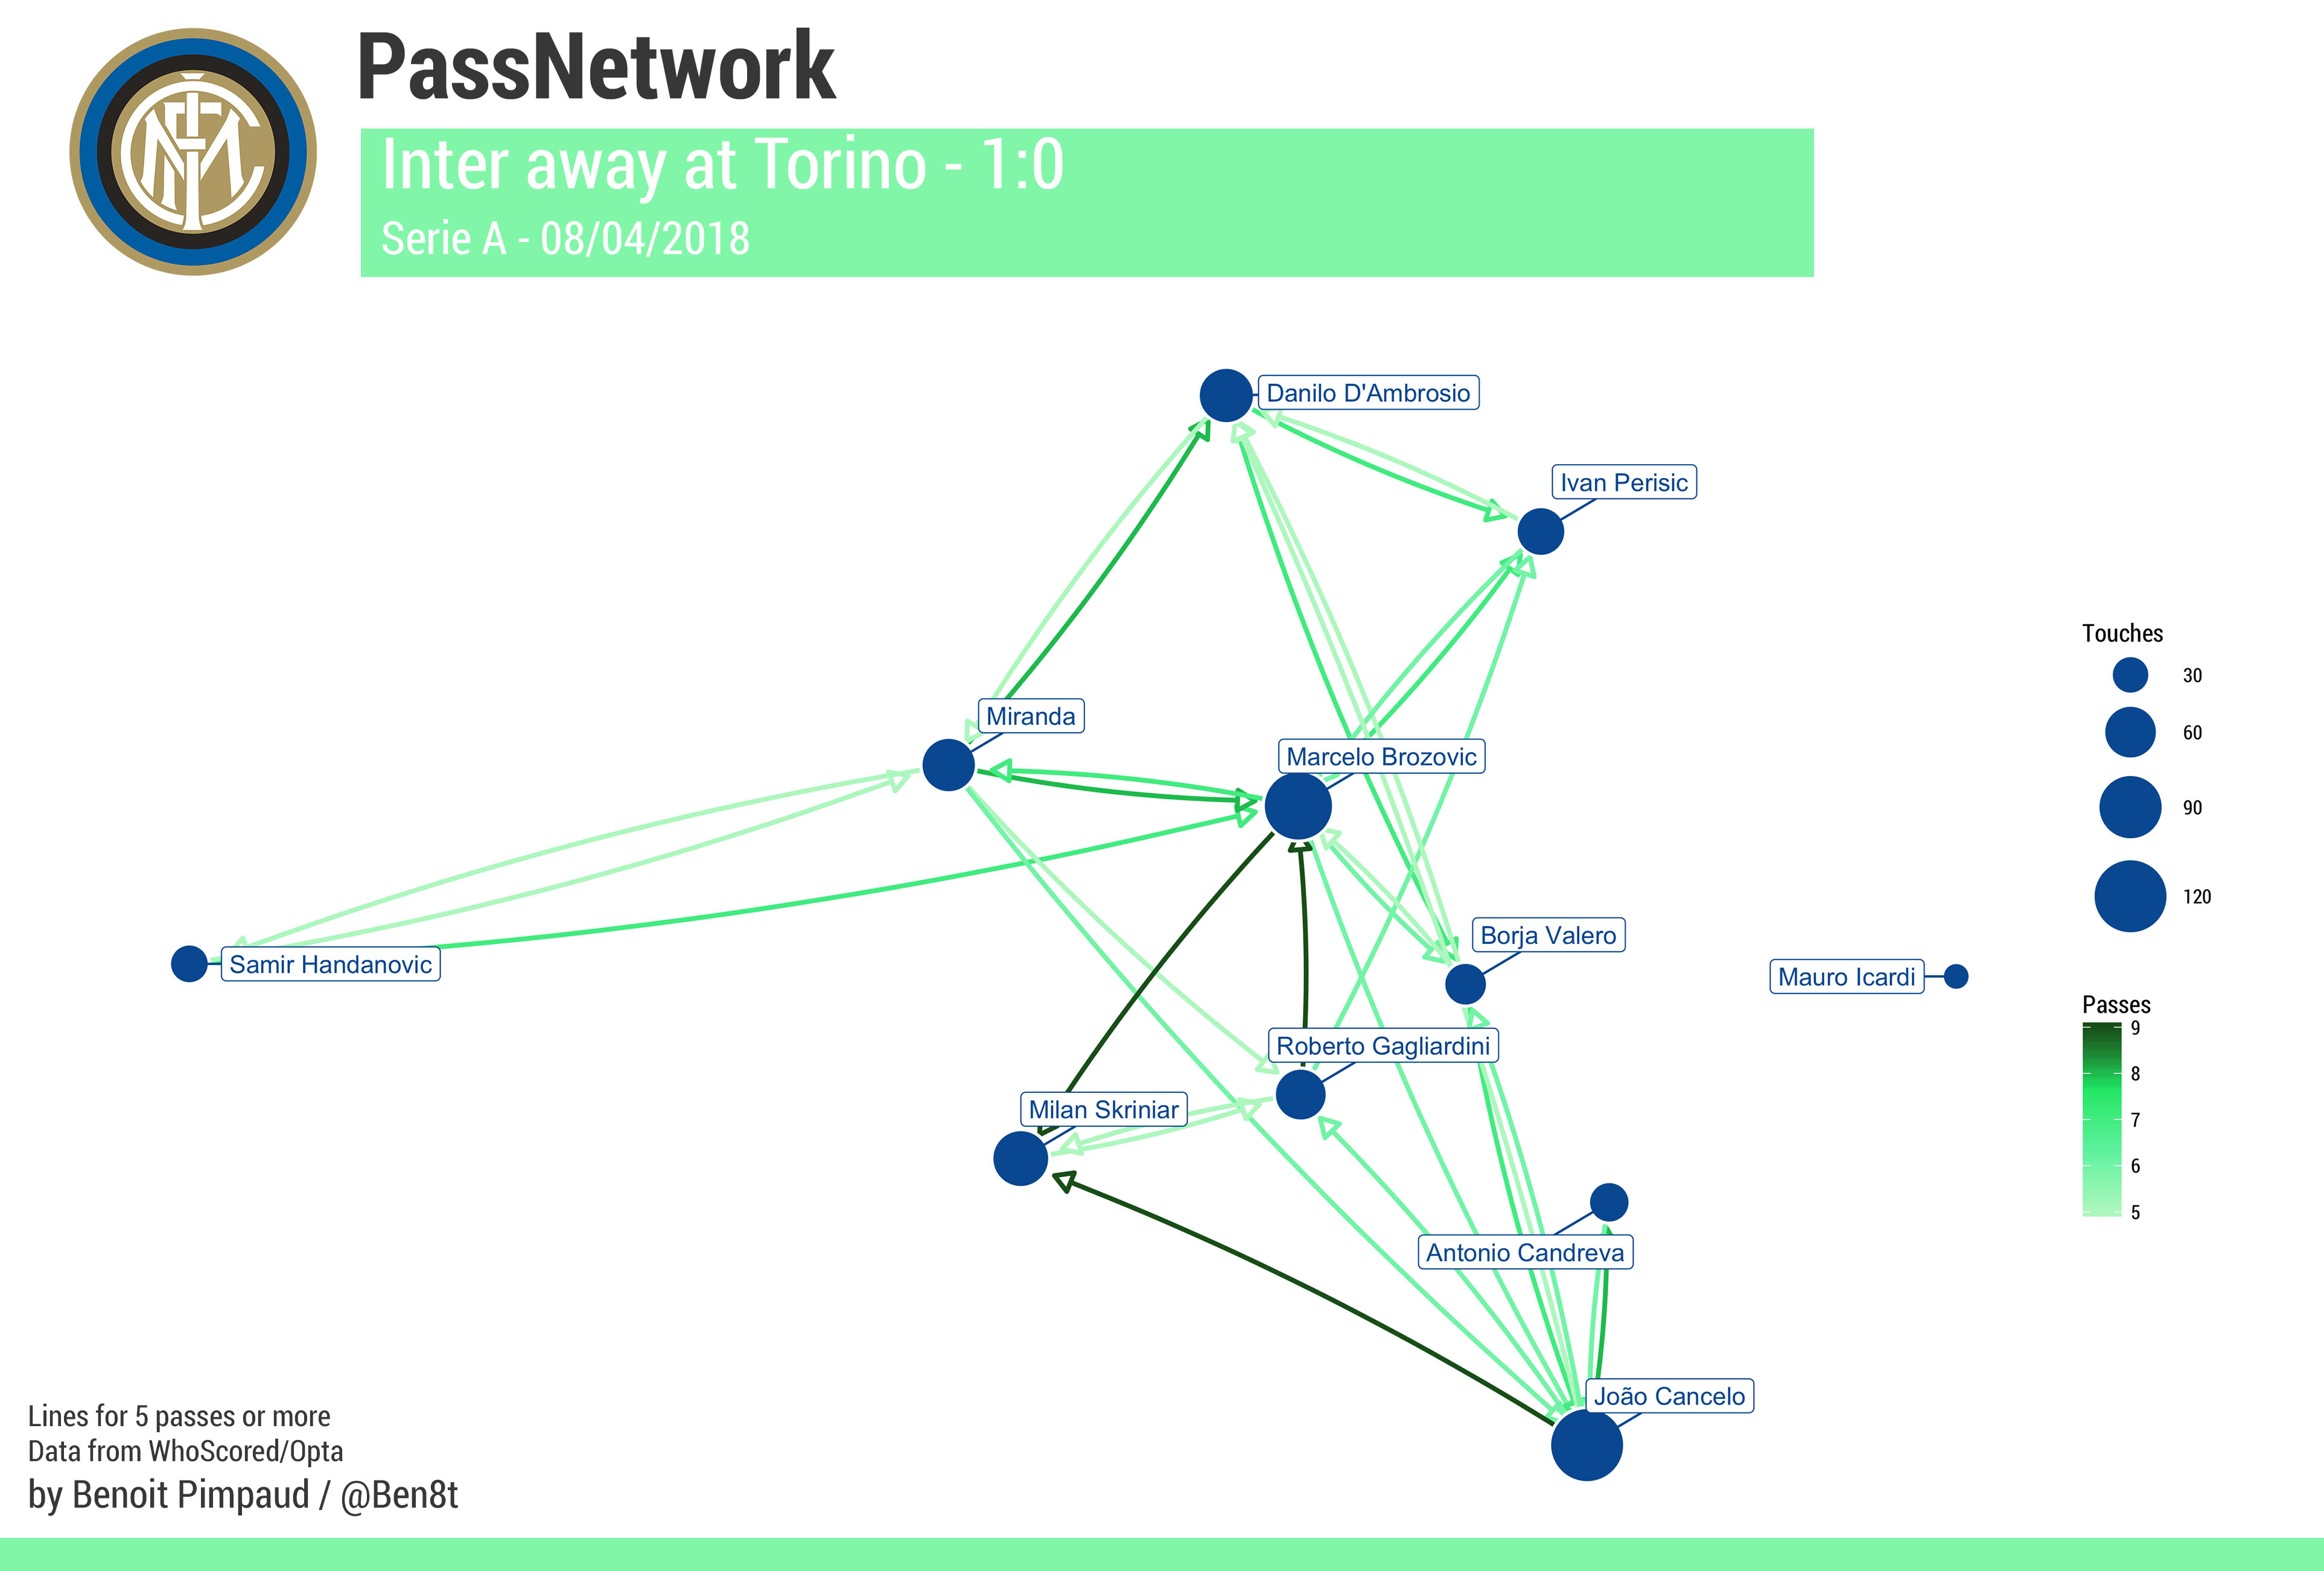 PassNetwork
Inter away at Torino - 1:0
Serie A - 08/04/2018
Danilo D'Ambrosio
Ivan Perisic
Miranda
Marcelo Brozovic
Borja Valero
Samir Handanovic
Mauro Icardi
Roberto Gagliardini
Milan Skriniar
Antonio Candreva
João Cancelo
Touches
30
60
90
120
Passes
9
8
7
6
5
Lines for 5 passes or more
Data from WhoScored/Opta
by Benoit Pimpaud / @Ben8t